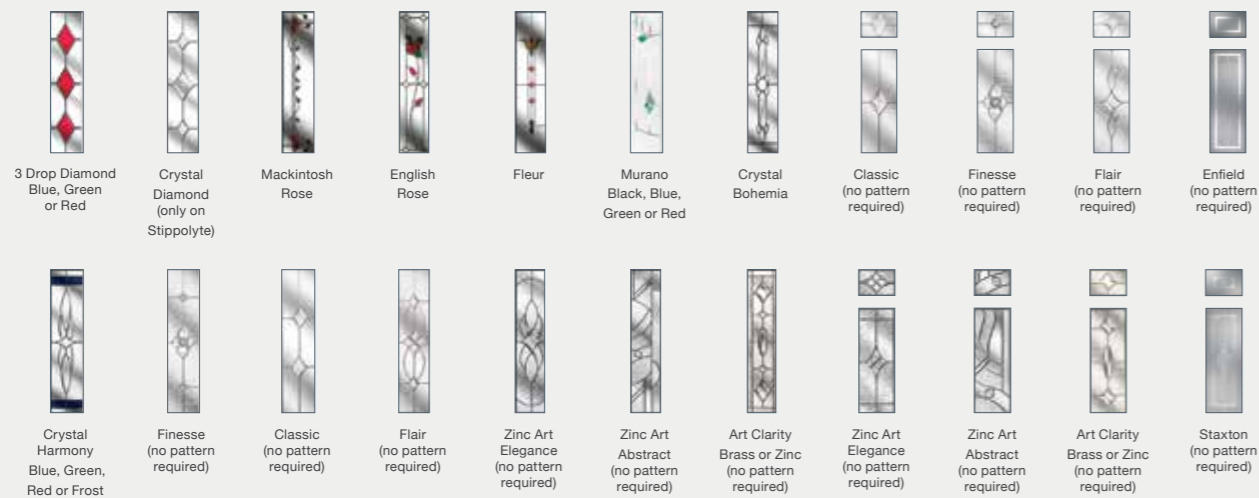 3 Drop Diamond
Blue, Green
or Red
Crystal
Diamond
(only on
Stippolyte)
Mackintosh
Rose
English
Rose
Fleur
Murano
Black, Blue,
Green or Red
Crystal
Bohemia
Classic
(no pattern
required)
Finesse
(no pattern
required)
Flair
(no pattern
required)
Enfield
(no pattern
required)
Crystal
Harmony
Blue, Green,
Red or Frost
Finesse
(no pattern
required)
Classic
(no pattern
required)
Flair
(no pattern
required)
Zinc Art
Elegance
(no pattern
required)
Zinc Art
Abstract
(no pattern
required)
Art Clarity
Brass or Zinc
(no pattern
required)
Zinc Art
Elegance
(no pattern
required)
Zinc Art
Abstract
(no pattern
required)
Art Clarity
Brass or Zinc
(no pattern
required)
Staxton
(no pattern
required)